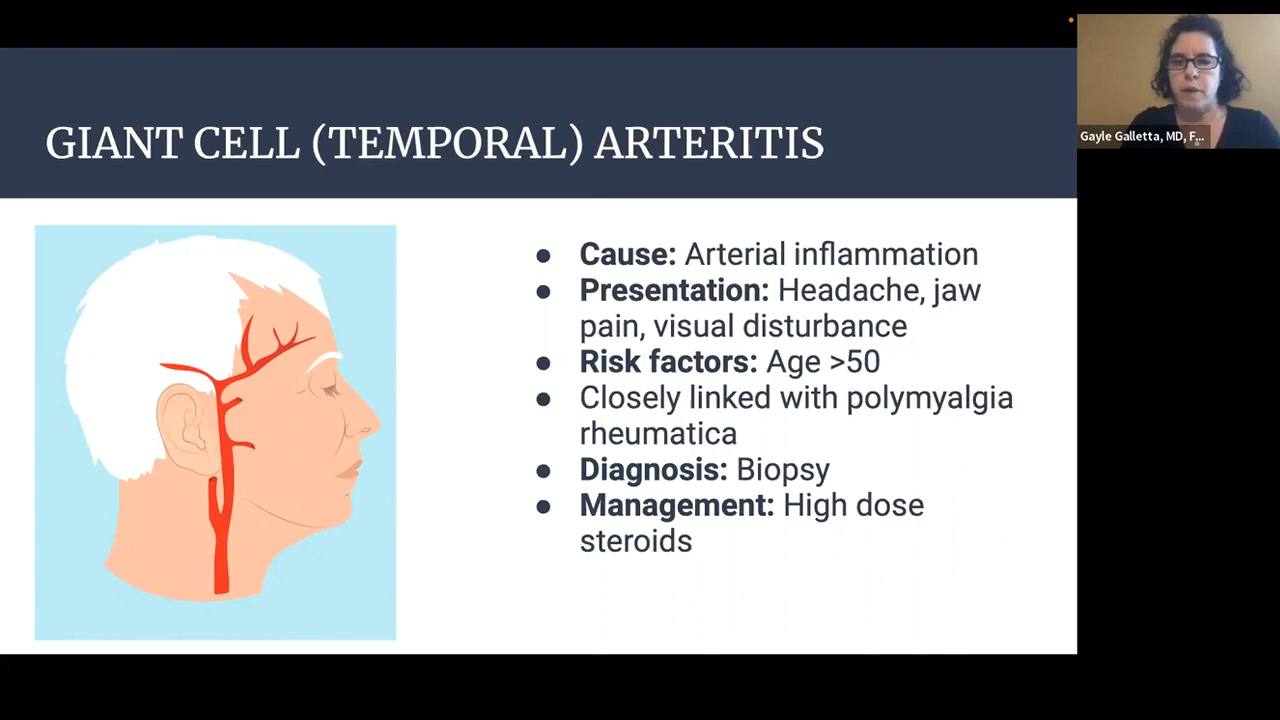 GIANT CELL (TEMPORAL) ARTERITIS
● Cause: Arterial inflammation
● Presentation: Headache, jaw
pain, visual disturbance
● Risk factors: Age >50
● Closely linked with polymyalgia
rheumatica
● Diagnosis: Biopsy
● Management: High dose
steroids
Gayle Galletta, MD, F...